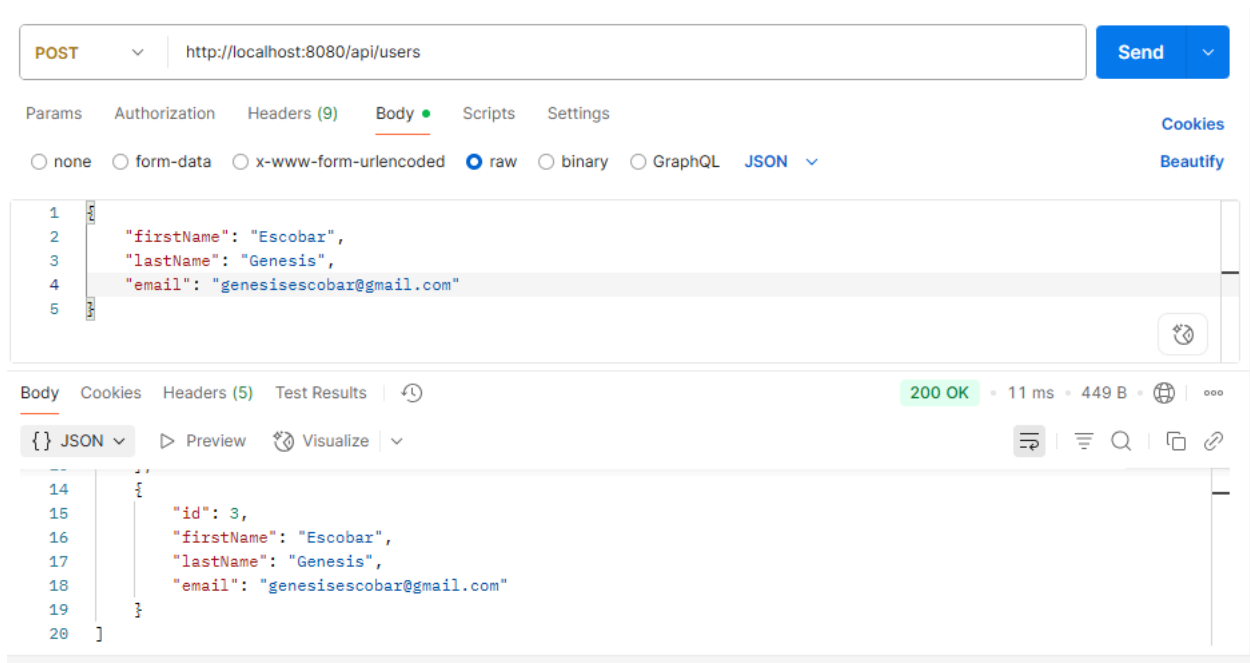 POST http://localhost:8080/api/users Send
Params Authorization Headers (9) Body Scripts Settings Cookies
none form-data x-www-form-urlencoded raw binary GraphQL JSON Beautify
1 {
2 "firstName": "Escobar",
3 "lastName": "Genesis",
4 "email": "genesisescobar@gmail.com"
5 }
Body Cookies Headers (5) Test Results 200 OK • 11 ms • 449 B •
{} JSON Preview Visualize
14 {
15 "id": 3,
16 "firstName": "Escobar",
17 "lastName": "Genesis",
18 "email": "genesisescobar@gmail.com"
19 }
20 ]